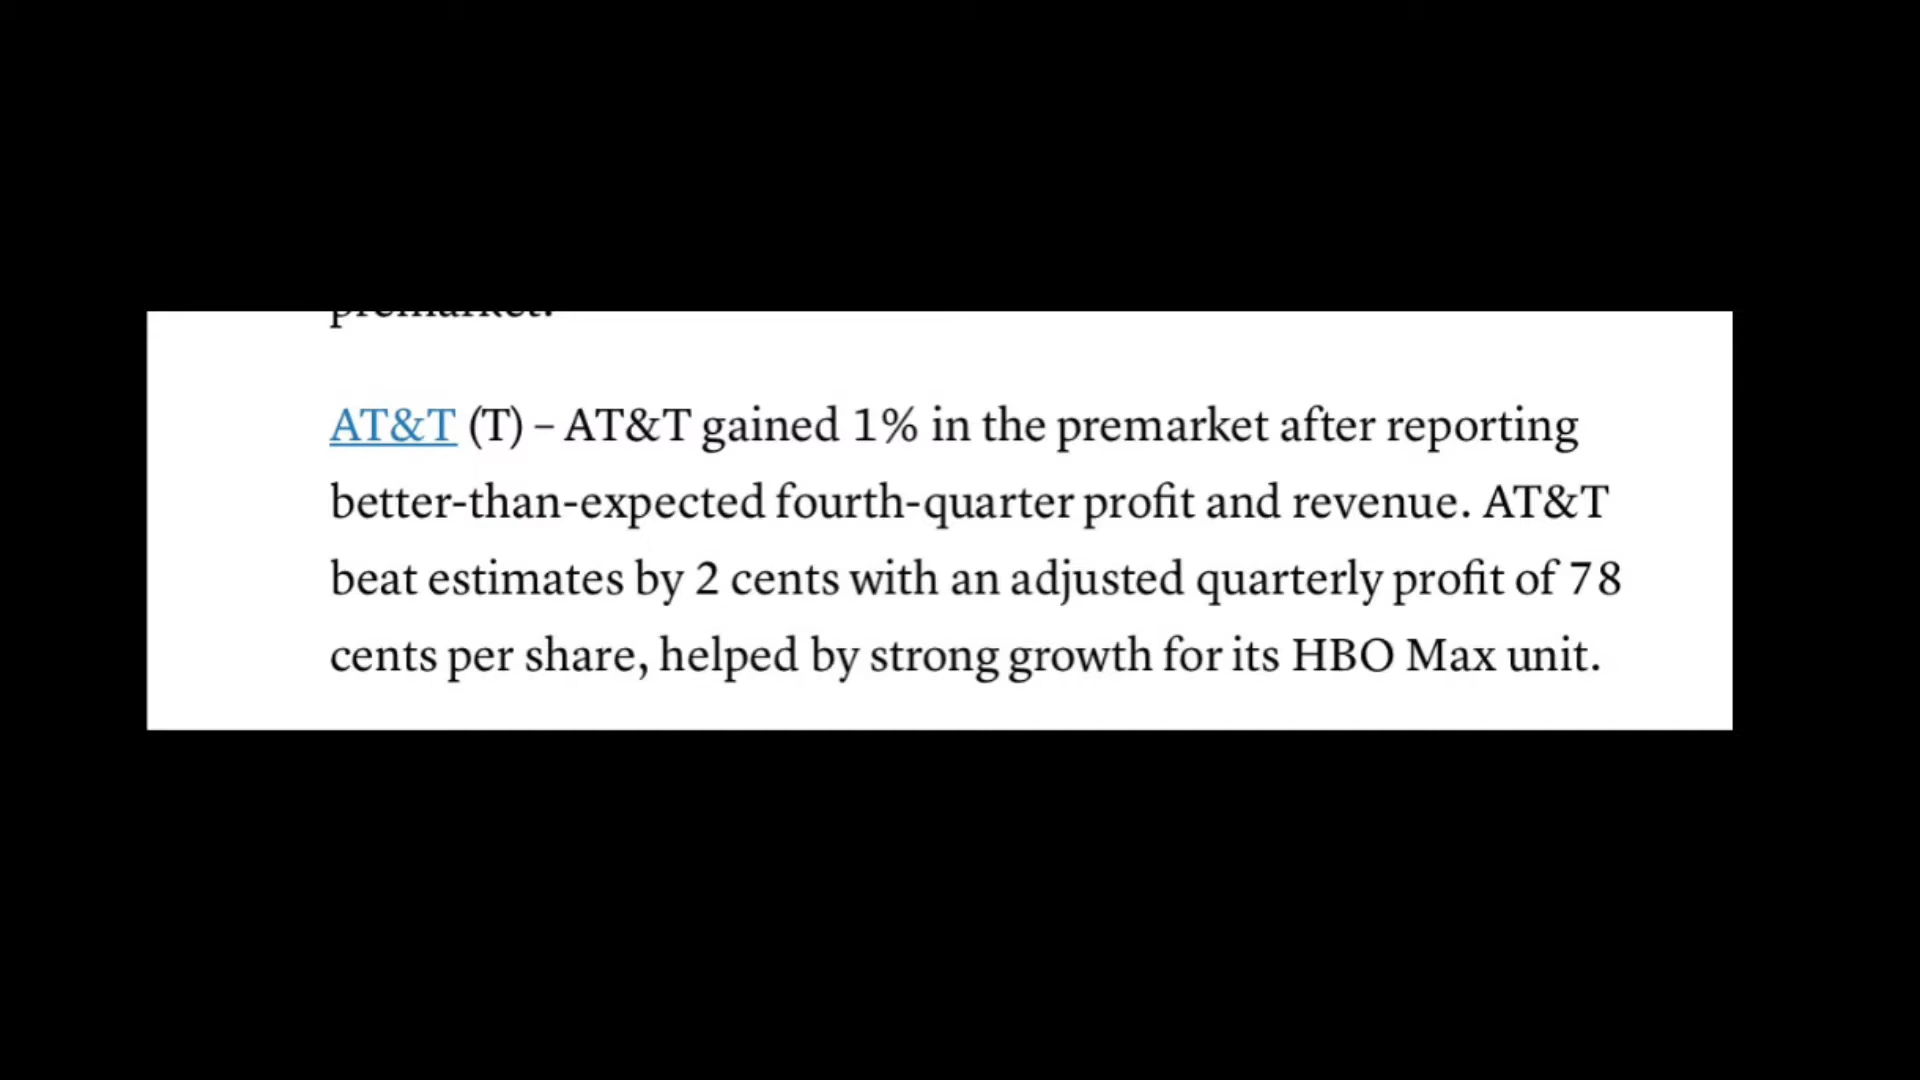 premarket.
AT&T (T) – AT&T gained 1% in the premarket after reporting
better-than-expected fourth-quarter profit and revenue. AT&T
beat estimates by 2 cents with an adjusted quarterly profit of 78
cents per share, helped by strong growth for its HBO Max unit.